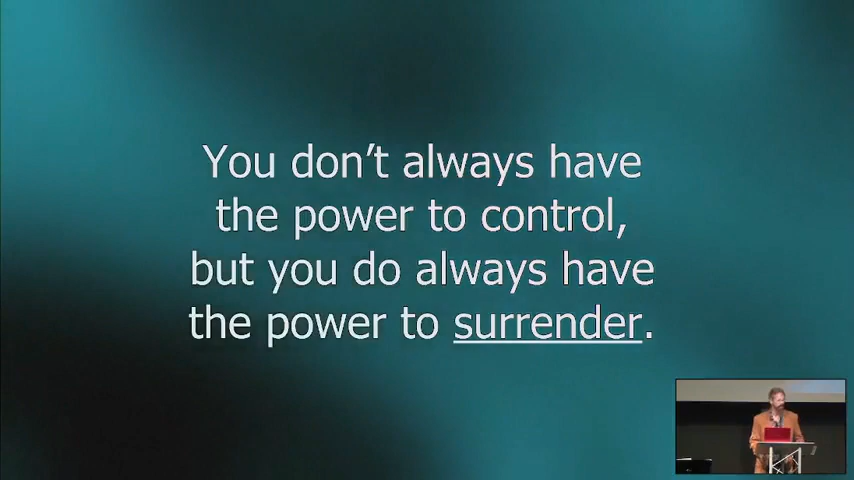 You don’t always have
the power to control,
but you do always have
the power to surrender.